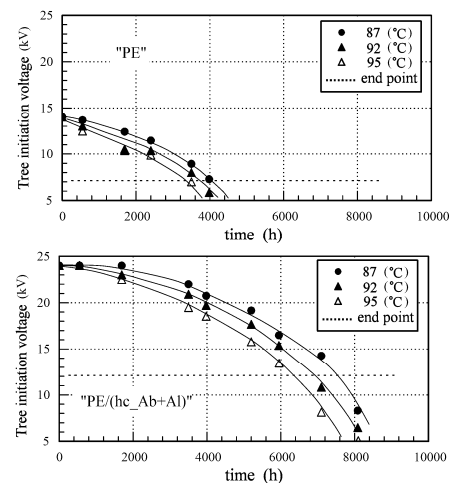 Tree initiation voltage (kV)
25
20
15
10
5
"PE"
● 87 (°C)
▲ 92 (°C)
△ 95 (°C)
end point
0 2000 4000 6000 8000 10000
time (h)
Tree initiation voltage (kV)
30
25
20
15
10
5
● 87 (°C)
▲ 92 (°C)
△ 95 (°C)
end point
"PE/(hc_Ab+Al)"
0 2000 4000 6000 8000 10000
time (h)